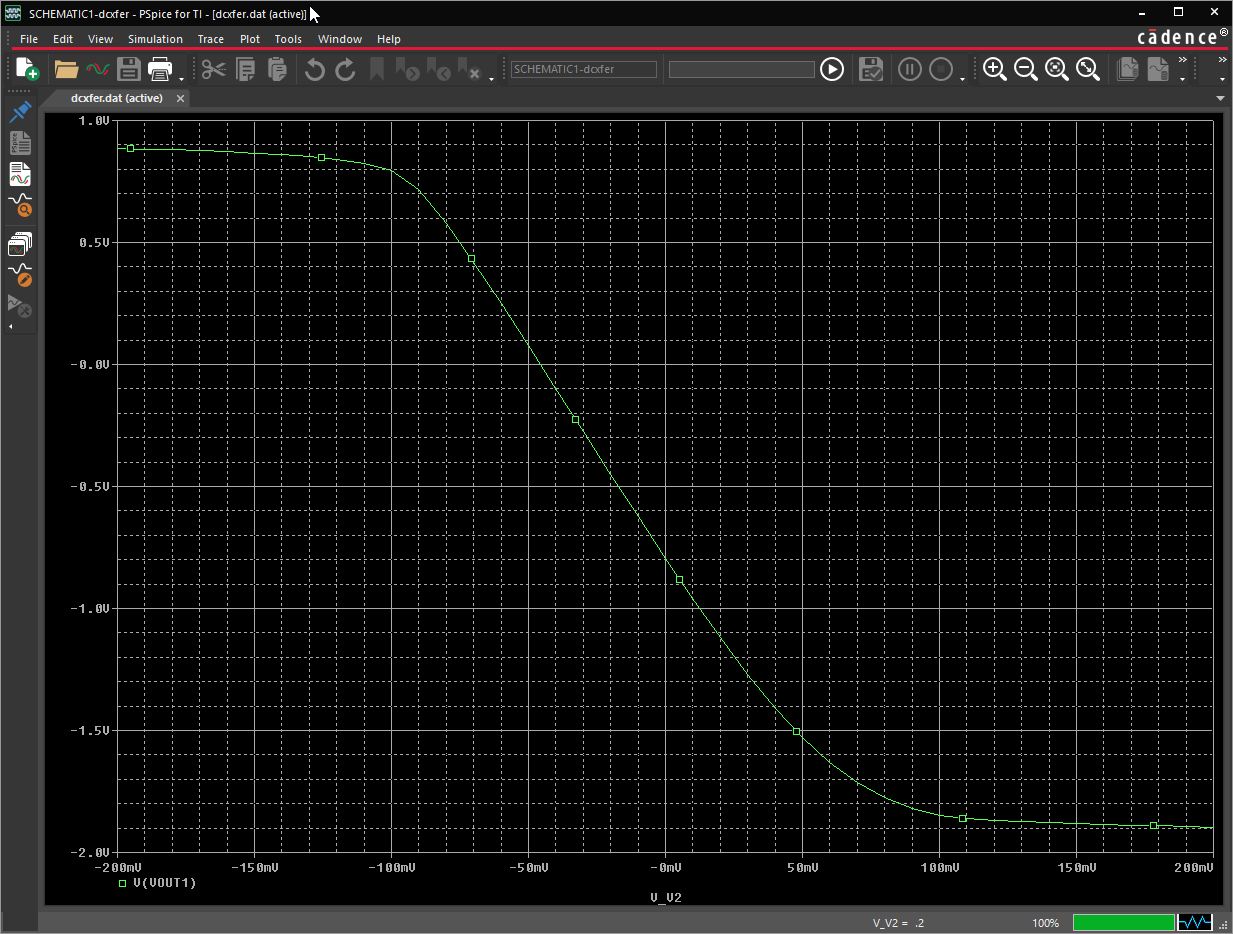 SCHEMATIC1-dcxfer - PSpice for TI - [dcxfer.dat (active)]
File Edit View Simulation Trace Plot Tools Window Help
cādence®
SCHEMATIC1-dcxfer
dcxfer.dat (active)
1.0V
0.5V
-0.0V
-0.5V
-1.0V
-1.5V
-2.0V
-200mV -150mV -100mV -50mV -0mV 50mV 100mV 150mV 200mV
V(VOUT1)
V_V2
V_V2 = .2 100%